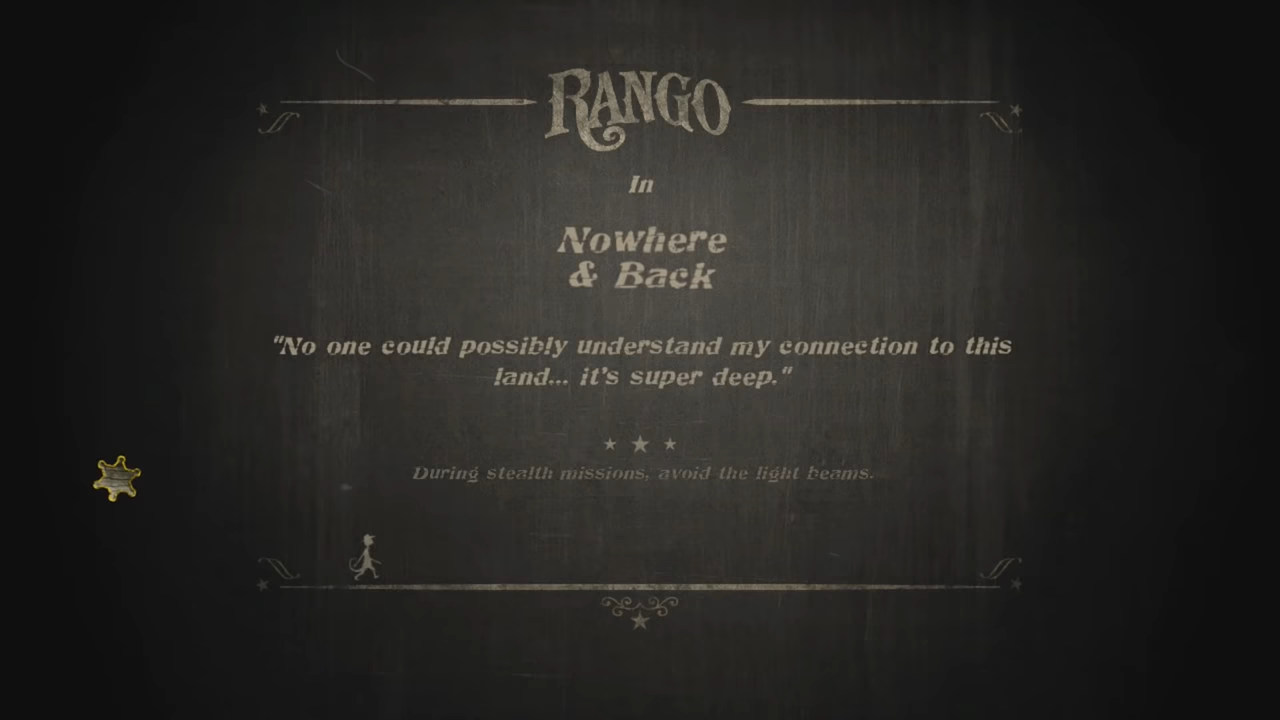 RANGO
In
Nowhere
& Back
"No one could possibly understand my connection to this
land... it's super deep."
During stealth missions, avoid the light beams.